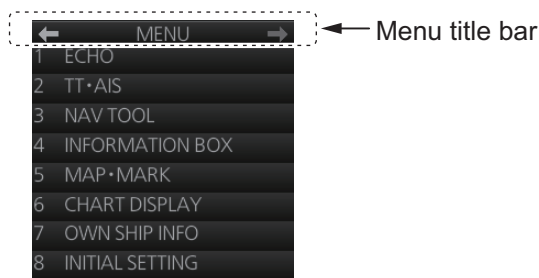 MENU
Menu title bar
1 ECHO
2 TT•AIS
3 NAV TOOL
4 INFORMATION BOX
5 MAP•MARK
6 CHART DISPLAY
7 OWN SHIP INFO
8 INITIAL SETTING